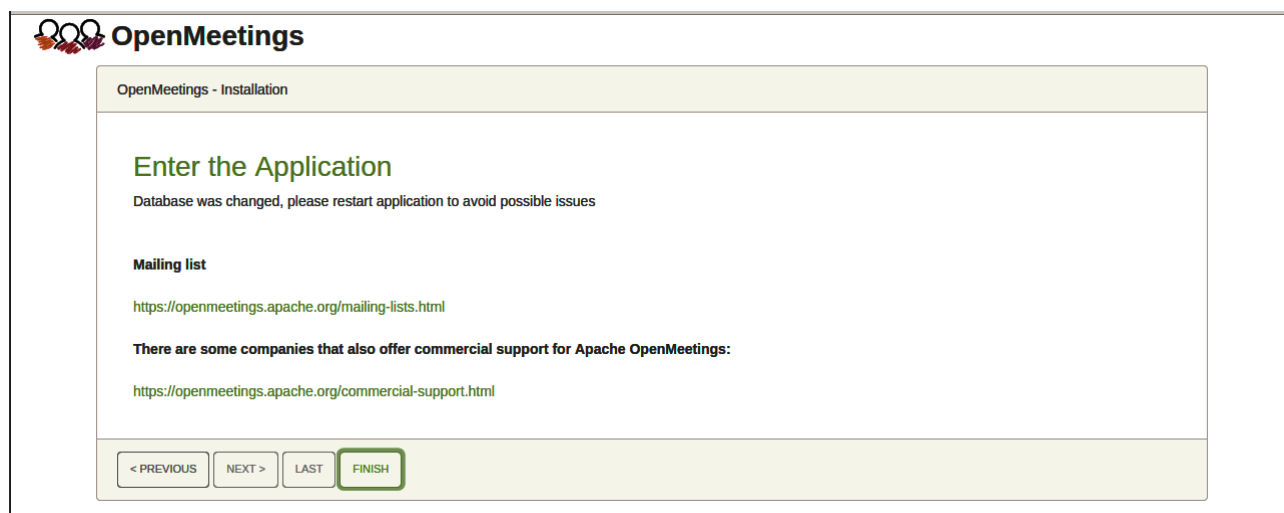 OpenMeetings
OpenMeetings - Installation
Enter the Application
Database was changed, please restart application to avoid possible issues
Mailing list
https://openmeetings.apache.org/mailing-lists.html
There are some companies that also offer commercial support for Apache OpenMeetings:
https://openmeetings.apache.org/commercial-support.html
< PREVIOUS NEXT > LAST FINISH